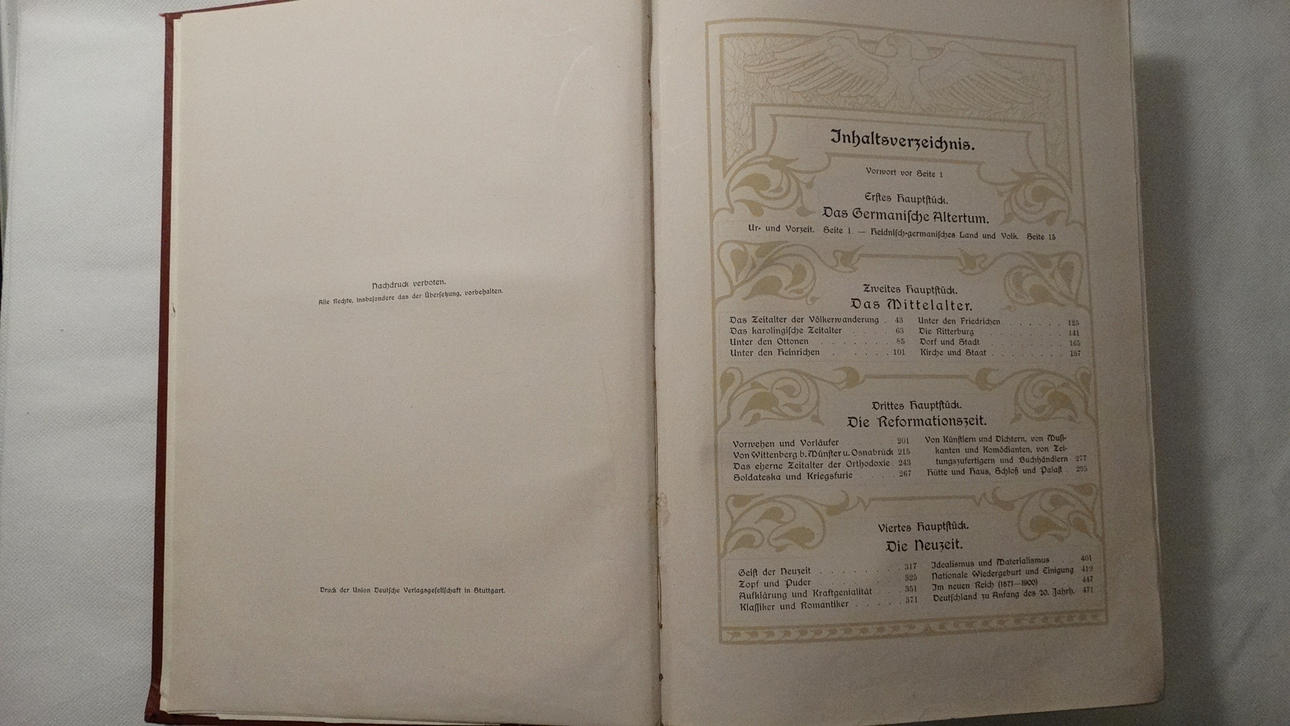 Nachdruck verboten.
Alle Rechte, insbesondere das der Übersetzung, vorbehalten.
Druck der Union Deutsche Verlagsgesellschaft in Stuttgart.
Inhaltsverzeichnis.
Vorwort vor Seite 1
Erstes Hauptstück.
Das Germanische Altertum.
Ur- und Vorzeit. Seite 1. — Heidnisch-germanisches Land und Volk. Seite 15
Zweites Hauptstück.
Das Mittelalter.
Das Zeitalter der Völkerwanderung . 43
Das karolingische Zeitalter . . . . 63
Unter den Ottonen . . . . . 85
Unter den Heinrichen . . . . 101
Unter den Friedrichen . . . . . . 125
Die Ritterburg . . . . . . . 141
Dorf und Stadt . . . . . . . 165
Kirche und Staat . . . . . . . 187
Drittes Hauptstück.
Die Reformationszeit.
Vorwehen und Vorläufer 201
Von Wittenberg b. Münster u. Osnabrück 215
Das eherne Zeitalter der Orthodoxie 243
Soldateska und Kriegsfurie . . . . 267
Von Künstlern und Dichtern, von Musi-
kanten und Komödianten, von Zei-
tungszufertigern und Buchhändlern 277
Hütte und Haus, Schloß und Palast . 295
Viertes Hauptstück.
Die Neuzeit.
Geist der Neuzeit . . . . . . . 317
Zopf und Puder . . . . . . . 325
Aufklärung und Kraftgenialität . . . 351
Klassiker und Romantiker . . . . 371
Idealismus und Materialismus . . . 401
Nationale Wiedergeburt und Einigung 419
Im neuen Reich (1871—1900) . . . 447
Deutschland zu Anfang des 20. Jahrh. 471